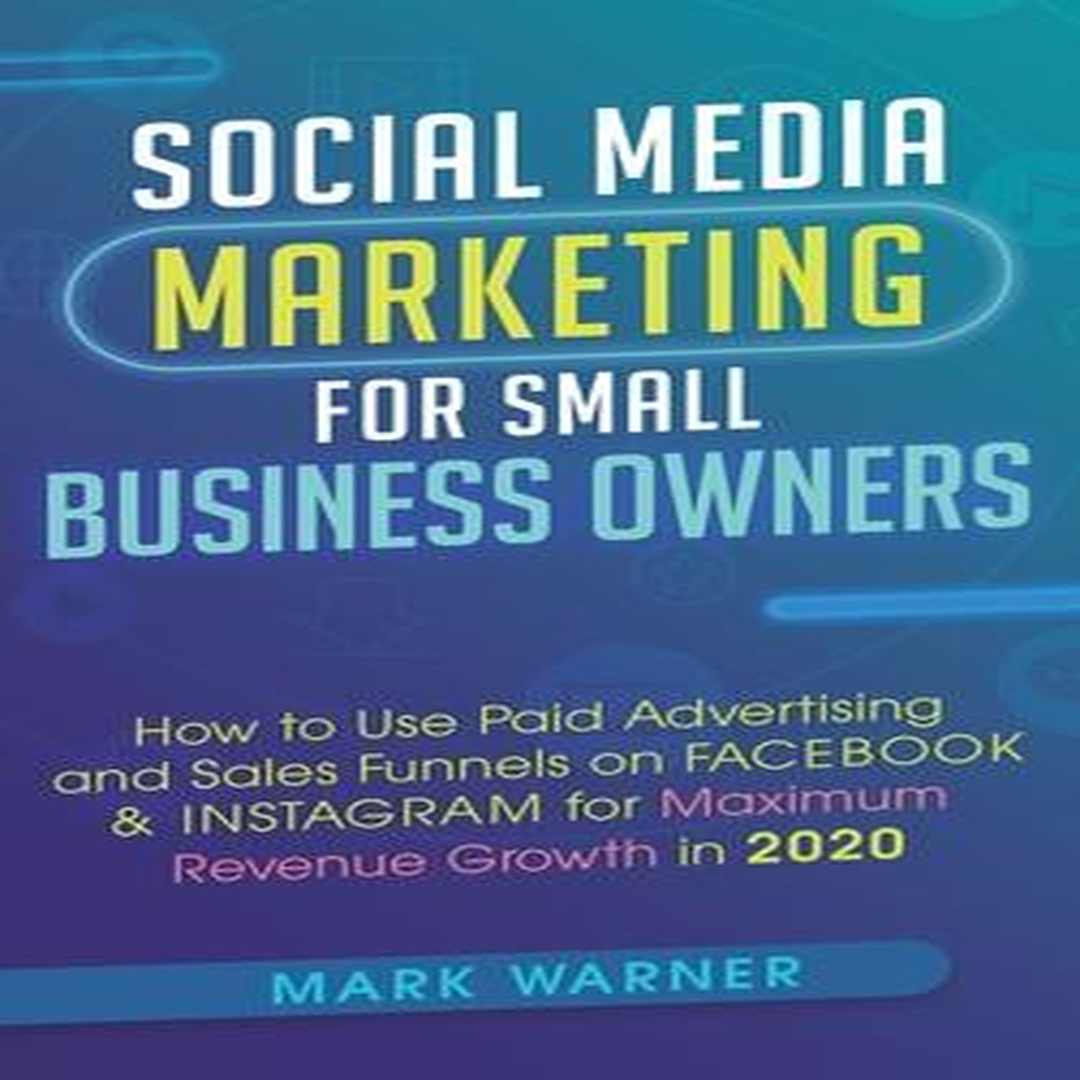 SOCIAL MEDIA
MARKETING
FOR SMALL
BUSINESS OWNERS
How to Use Paid Advertising
and Sales Funnels on FACEBOOK
& INSTAGRAM for Maximum
Revenue Growth in 2020
MARK WARNER